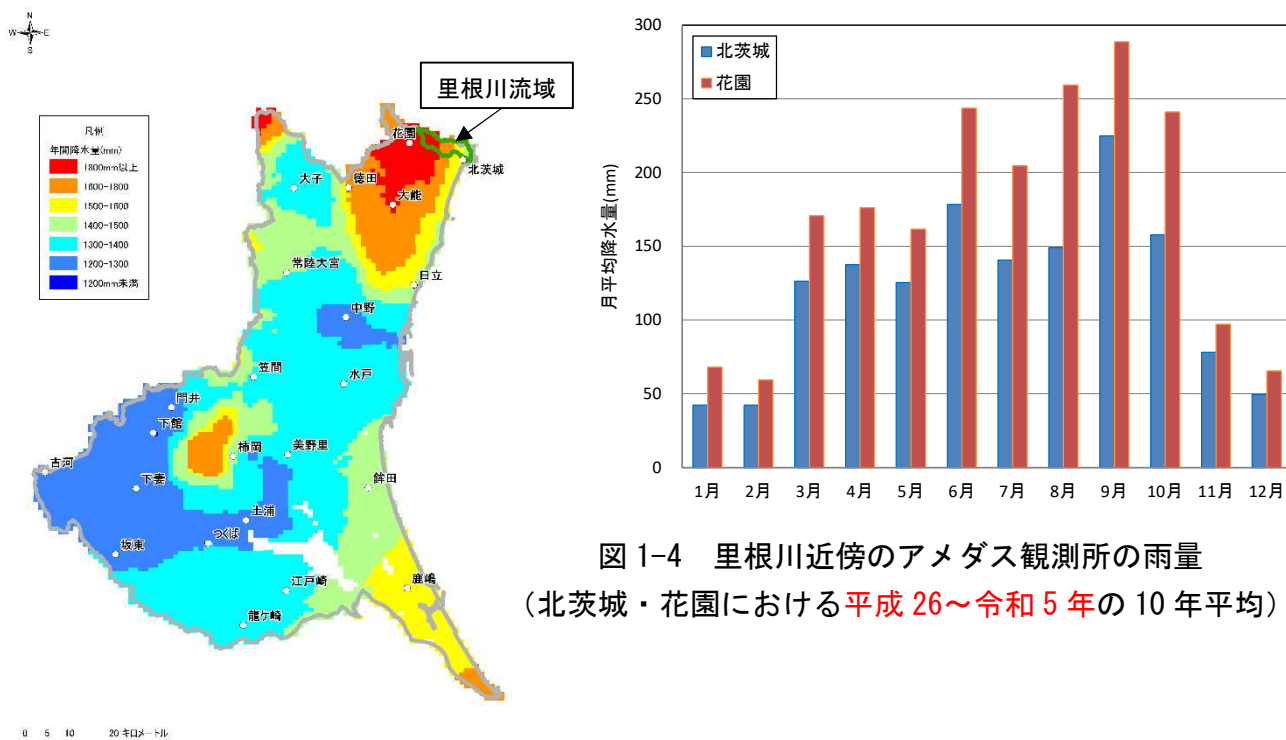 N
W
E
S
里根川流域
凡例
年間降水量(mm)
1800mm以上
1600-1800
1500-1600
1400-1500
1300-1400
1200-1300
1200mm未満
花園
北茨城
大子
徳田
大能
常陸大宮
日立
中野
笠間
水戸
門井
下館
柿岡
美野里
古河
下妻
鉾田
土浦
つくば
坂東
江戸崎
鹿嶋
龍ケ崎
0 5 10 20 キロメートル
300
250
200
150
100
50
0
月平均降水量(mm)
北茨城
花園
1月 2月 3月 4月 5月 6月 7月 8月 9月 10月 11月 12月
図 1-4 里根川近傍のアメダス観測所の雨量
（北茨城・花園における平成 26～令和 5 年の 10 年平均）